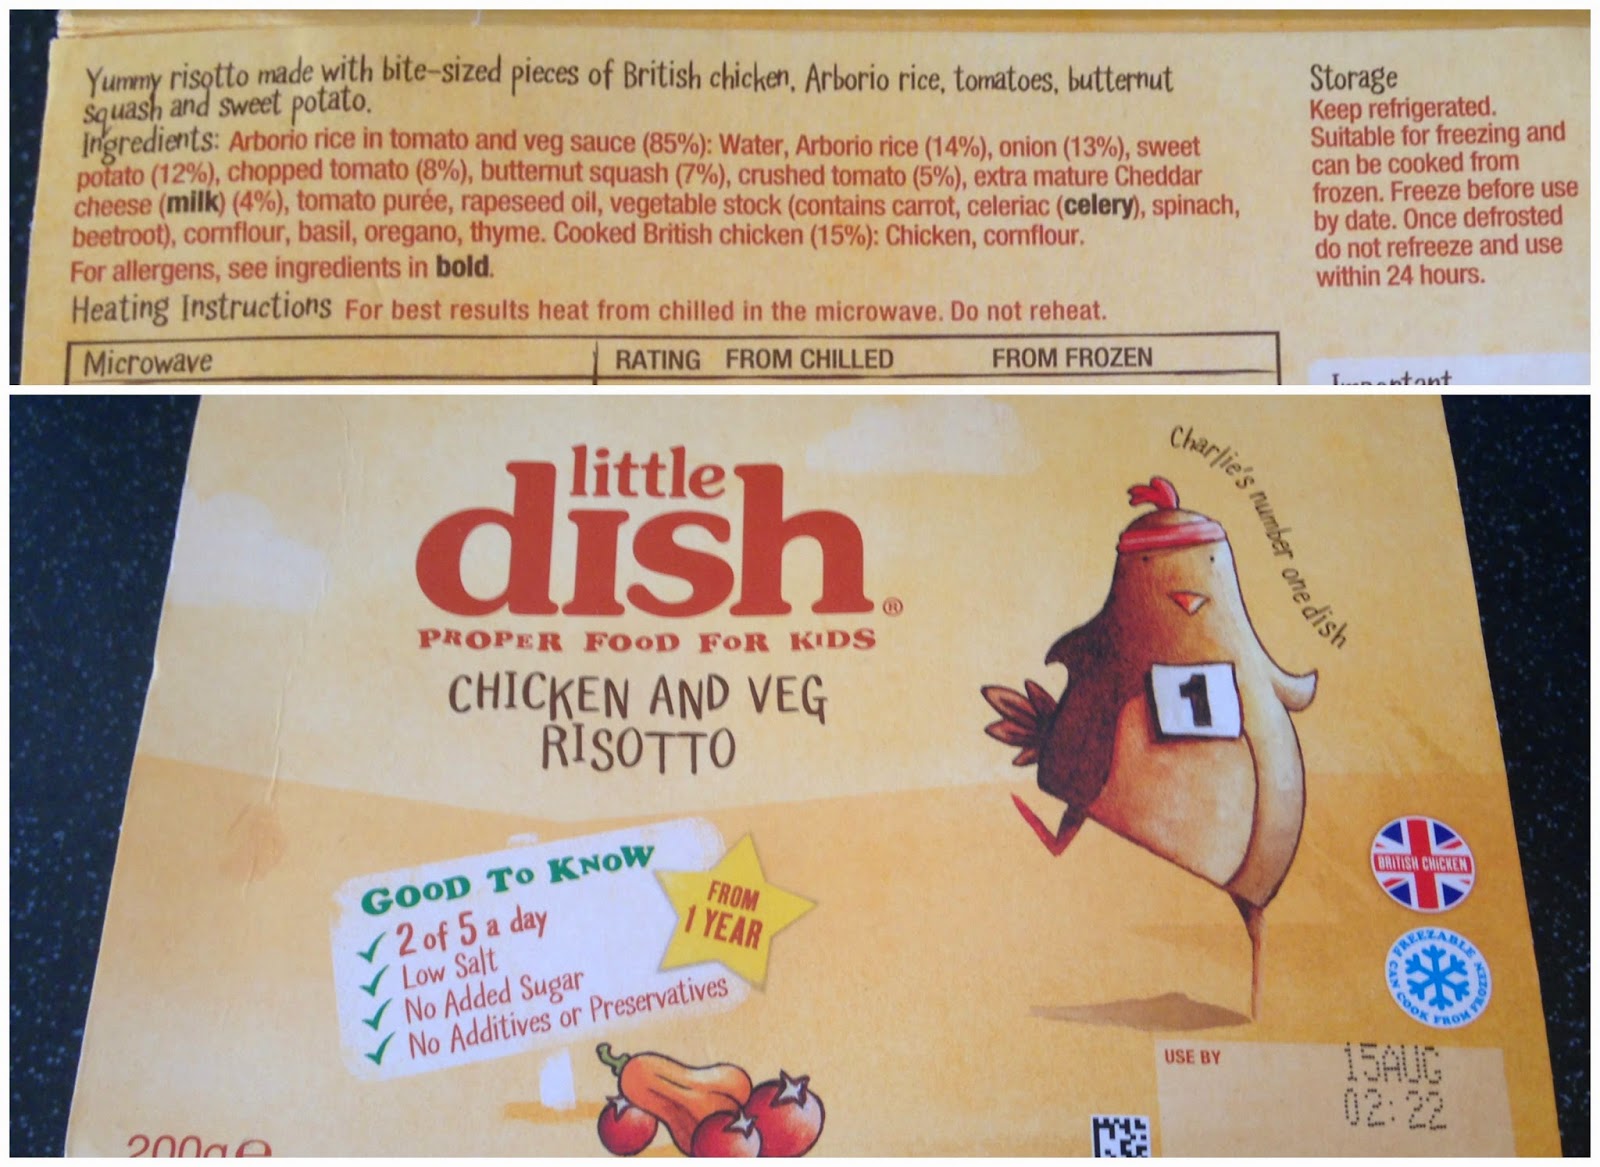 Yummy risotto made with bite-sized pieces of British chicken, Arborio rice, tomatoes, butternut
squash and sweet potato.
Ingredients: Arborio rice in tomato and veg sauce (85%): Water, Arborio rice (14%), onion (13%), sweet
potato (12%), chopped tomato (8%), butternut squash (7%), crushed tomato (5%), extra mature Cheddar
cheese (milk) (4%), tomato purée, rapeseed oil, vegetable stock (contains carrot, celeriac (celery), spinach,
beetroot), cornflour, basil, oregano, thyme. Cooked British chicken (15%): Chicken, cornflour.
For allergens, see ingredients in bold.
Heating Instructions For best results heat from chilled in the microwave. Do not reheat.
Microwave RATING FROM CHILLED FROM FROZEN
Storage
Keep refrigerated.
Suitable for freezing and
can be cooked from
frozen. Freeze before use
by date. Once defrosted
do not refreeze and use
within 24 hours.
Important
little
dish®
PROPER FOOD FOR KIDS
CHICKEN AND VEG
RISOTTO
Charlie's number one dish
1
GOOD TO KNOW
2 of 5 a day
Low Salt
No Added Sugar
No Additives or Preservatives
FROM
1 YEAR
BRITISH CHICKEN
FREEZABLE
CAN COOK FROM FROZEN
USE BY
15AUG
02:22
200g e